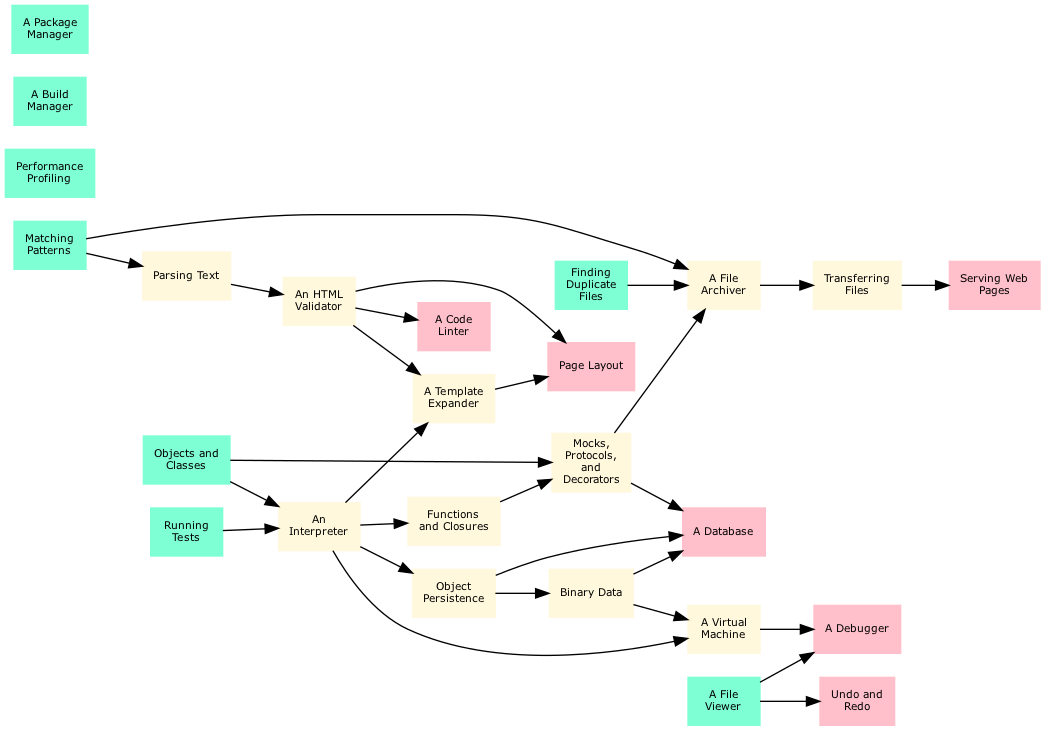 A Package
Manager
A Build
Manager
Performance
Profiling
Matching
Patterns
Parsing Text
An HTML
Validator
A Code
Linter
Finding
Duplicate
Files
A File
Archiver
Transferring
Files
Serving Web
Pages
Page Layout
A Template
Expander
Objects and
Classes
Mocks,
Protocols,
and
Decorators
Running
Tests
An
Interpreter
Functions
and Closures
A Database
Object
Persistence
Binary Data
A Virtual
Machine
A Debugger
A File
Viewer
Undo and
Redo